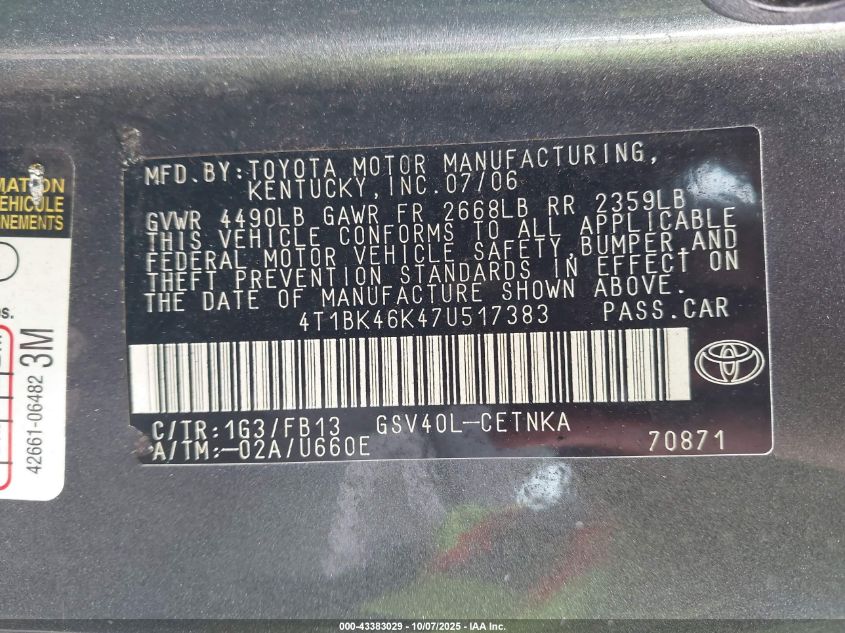 MATION
VEHICULE
NEMENTS
os.
42661-06482 3M
MFD.BY:TOYOTA MOTOR MANUFACTURING,
KENTUCKY,INC.07/06
GVWR 4490LB GAWR FR 2668LB RR 2359LB
THIS VEHICLE CONFORMS TO ALL APPLICABLE
FEDERAL MOTOR VEHICLE SAFETY,BUMPER,AND
THEFT PREVENTION STANDARDS IN EFFECT ON
THE DATE OF MANUFACTURE SHOWN ABOVE.
4T1BK46K47U517383 PASS.CAR
C/TR:1G3/FB13 GSV40L-CETNKA
A/TM:-02A/U660E 70871
000-43383029 - 10/07/2025 - IAA Inc.